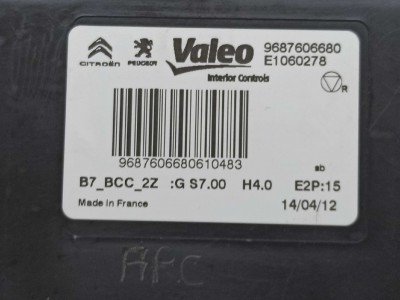 CITROËN PEUGEOT Valeo 9687606680
E1060278
Interior Controls
R
9687606680610483
ab
B7_BCC_2Z :G S7.00 H4.0 E2P:15
Made in France 14/04/12
AFC